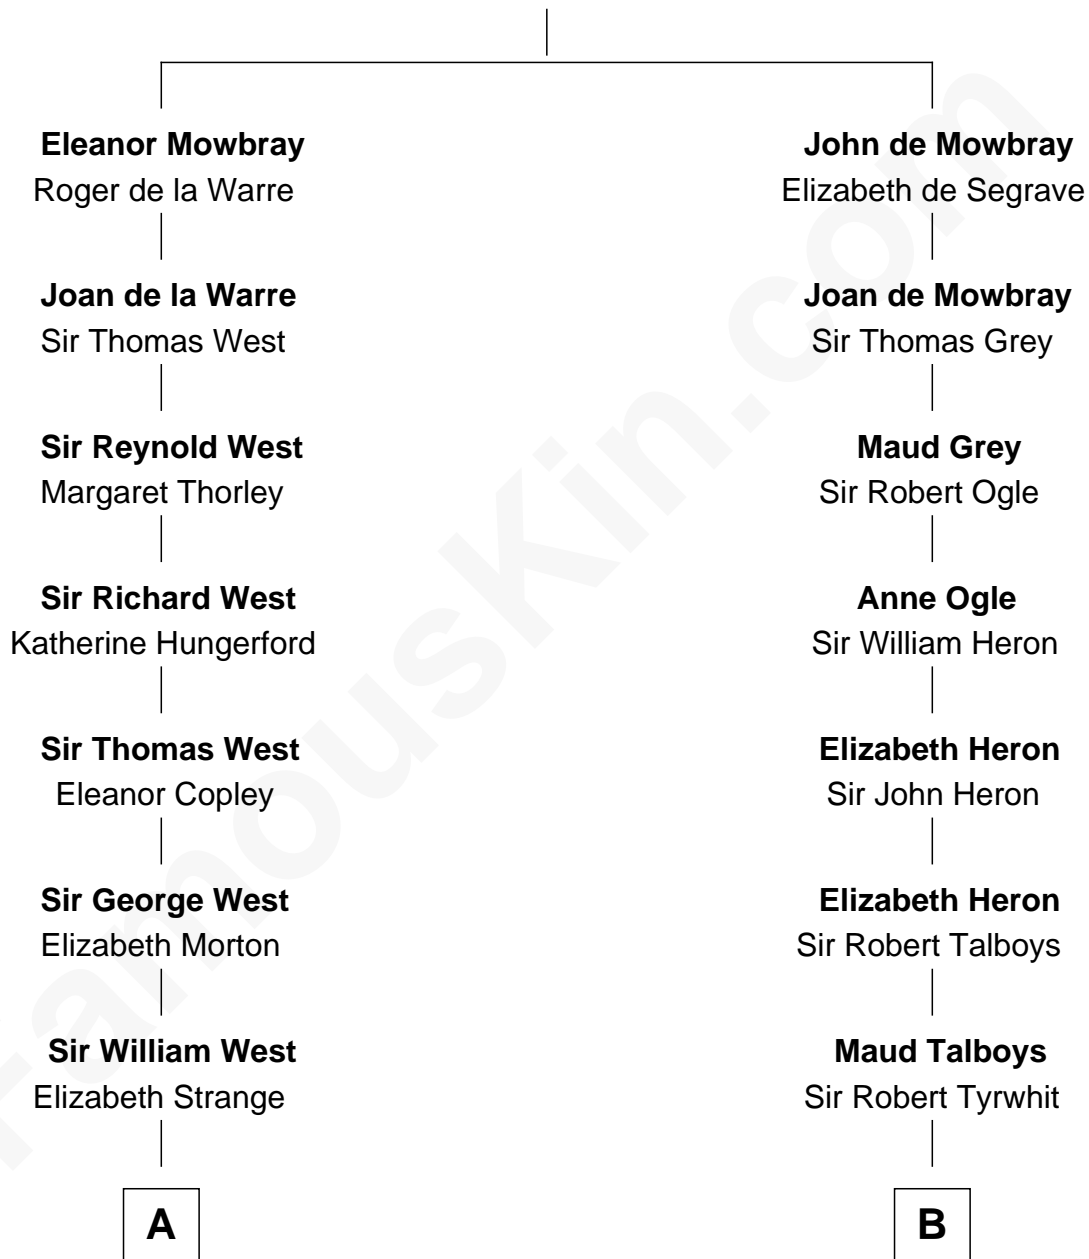 Eleanor Mowbray
Roger de la Warre
John de Mowbray
Elizabeth de Segrave
Joan de la Warre
Sir Thomas West
Joan de Mowbray
Sir Thomas Grey
Sir Reynold West
Margaret Thorley
Maud Grey
Sir Robert Ogle
Sir Richard West
Katherine Hungerford
Anne Ogle
Sir William Heron
Sir Thomas West
Eleanor Copley
Elizabeth Heron
Sir John Heron
Sir George West
Elizabeth Morton
Elizabeth Heron
Sir Robert Talboys
Sir William West
Elizabeth Strange
Maud Talboys
Sir Robert Tyrwhit
A
B
FamousKin.com